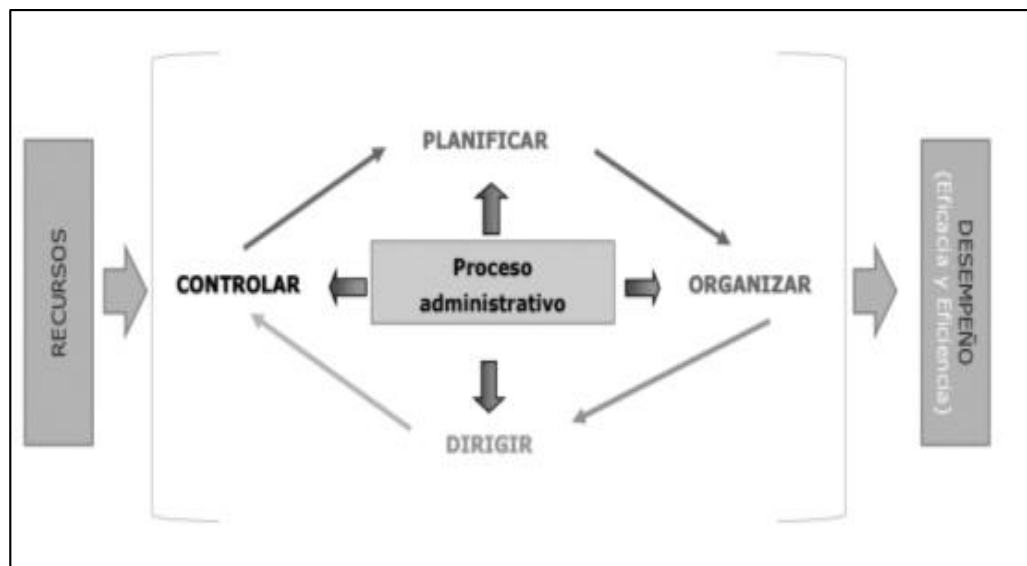 RECURSOS
PLANIFICAR
CONTROLAR
Proceso
administrativo
ORGANIZAR
DIRIGIR
DESEMPEÑO
(Eficacia y Eficiencia)